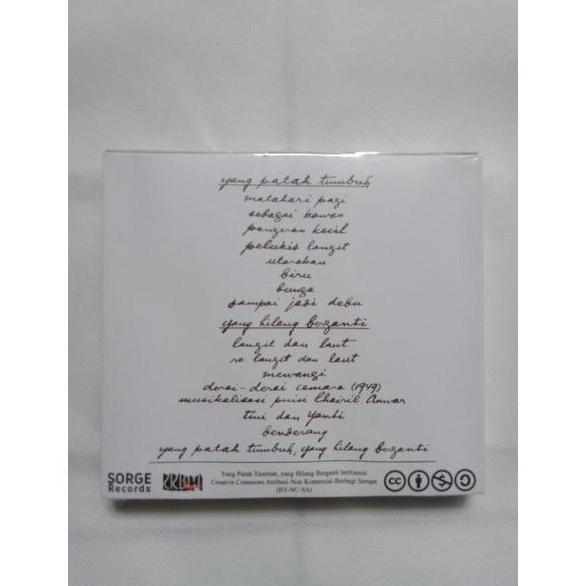 yang patah tumbuh
matahari pagi
sebagai kawan
pangeran kecil
pelukis langit
utarakan
biru
bunga
sampai jadi debu
yang hilang berganti
langit dan laut
re langit dan laut
mewangi
derai-derai cemara (1949)
musikalisasi puisi Chairil Anwar
tini dan yanti
benderang
yang patah tumbuh, yang hilang berganti
SORGE
Records
Yang Patah Tumbuh, yang Hilang Berganti berlisensi
Creative Commons Atribusi-Non Komersial-Berbagi Serupa
(BY-NC-SA)
cc